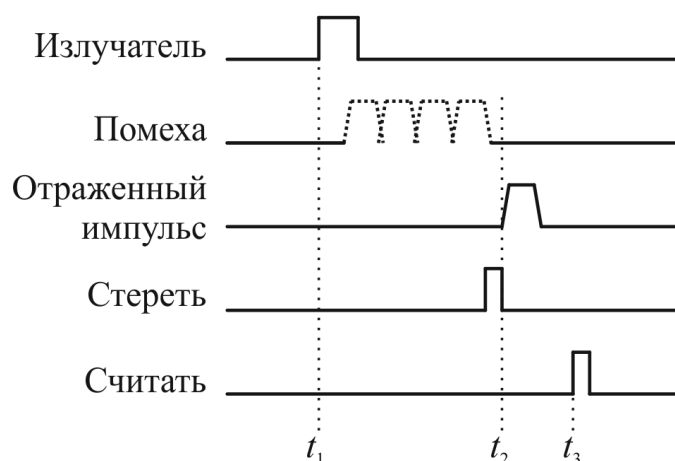 Излучатель
Помеха
Отраженный
импульс
Стереть
Считать
t₁ t₂ t₃